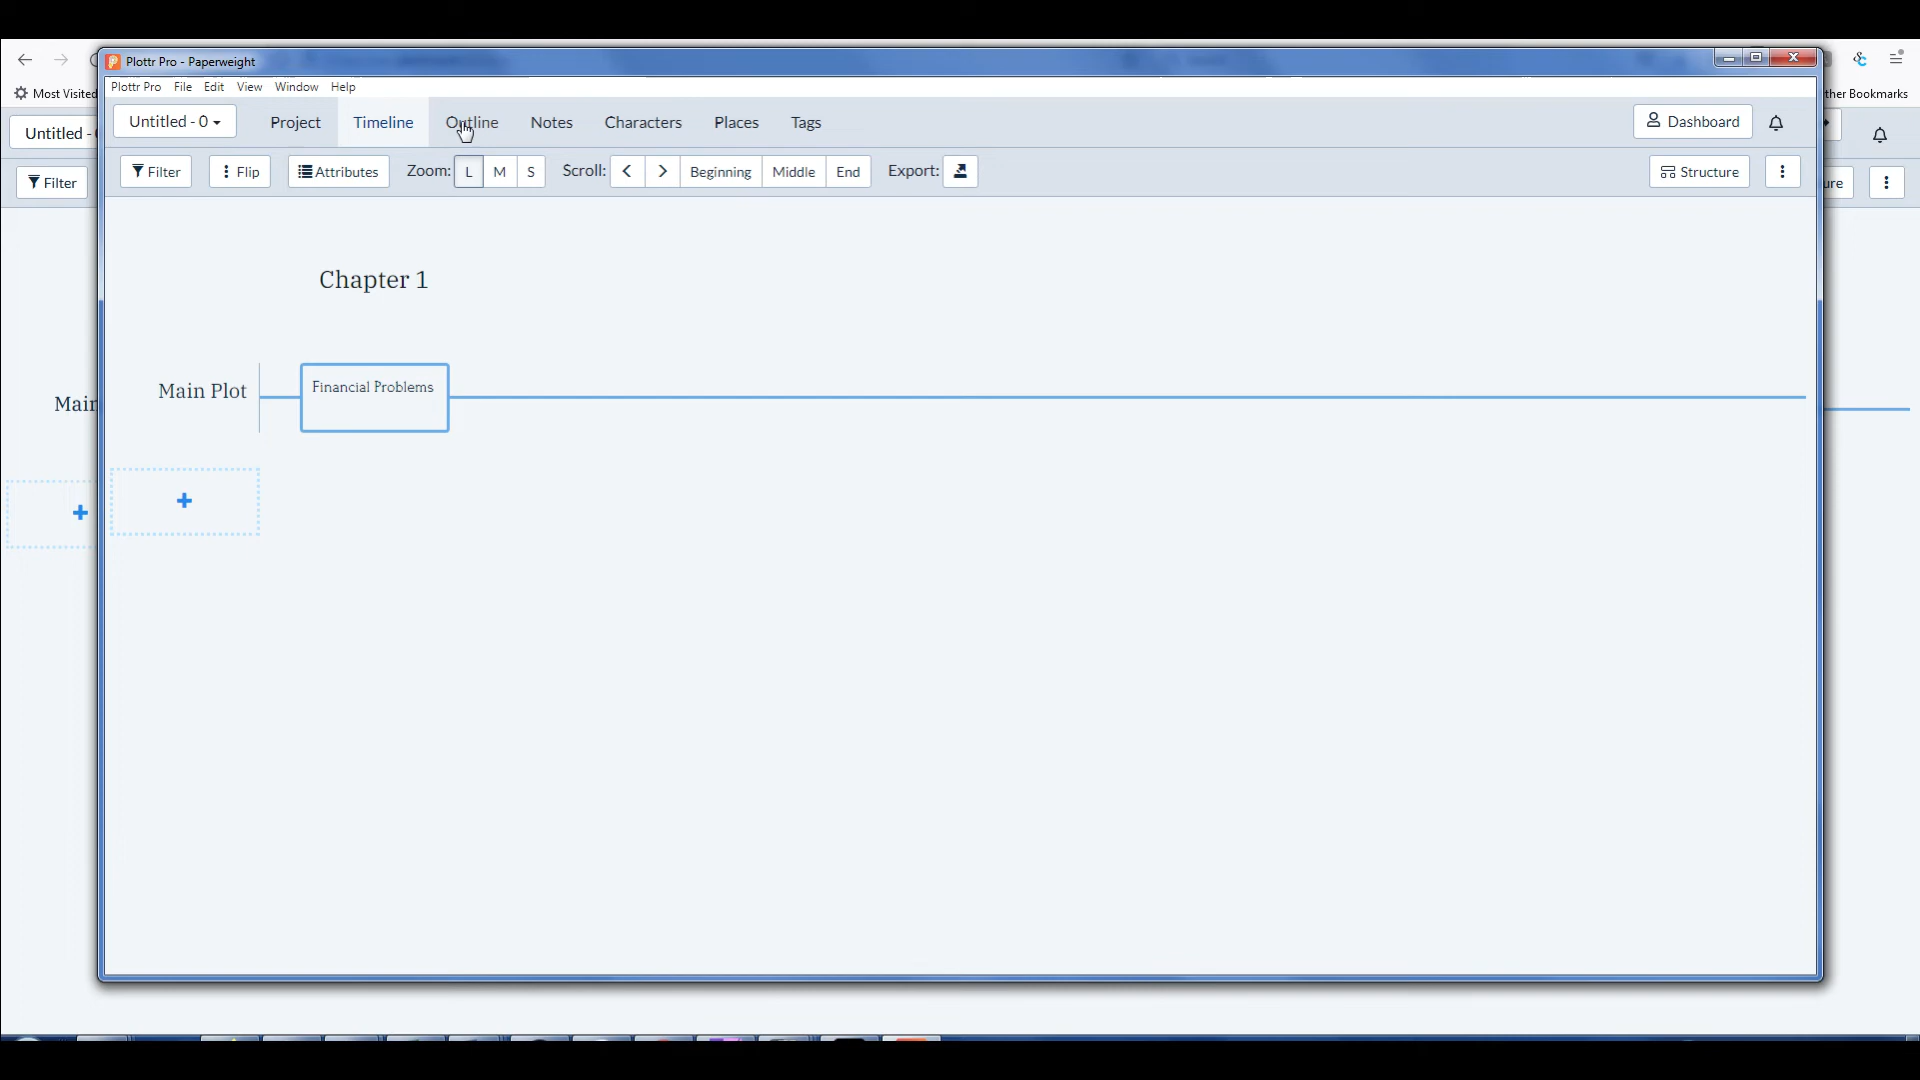 Plottr Pro - Paperweight
Most Visited
ther Bookmarks
Plottr Pro File Edit View Window Help
Untitled - 0 Project Timeline Outline Notes Characters Places Tags Dashboard
Untitled -
Filter Flip Attributes Zoom: L M S Scroll: < > Beginning Middle End Export: Structure
Filter
ure
Chapter 1
Main Plot Financial Problems
Main
+
+